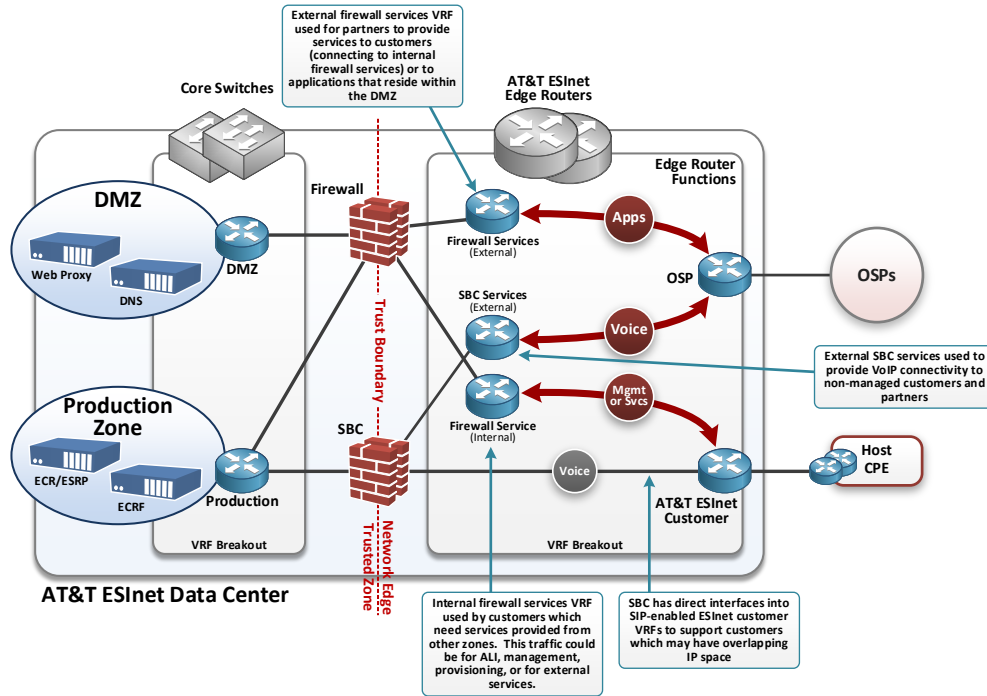 External firewall services VRF
used for partners to provide
services to customers
(connecting to internal
firewall services) or to
applications that reside within
the DMZ
Core Switches
AT&T ESInet
Edge Routers
Edge Router
Functions
DMZ
Web Proxy
DNS
DMZ
Firewall
Firewall Services
(External)
Apps
OSP
OSPs
Trust Boundary
SBC Services
(External)
Voice
External SBC services used to
provide VoIP connectivity to
non-managed customers and
partners
Production
Zone
ECR/ESRP
ECRF
Production
SBC
Firewall Service
(Internal)
Mgmt
or Svcs
Voice
AT&T ESInet
Customer
Host
CPE
VRF Breakout
Network Edge
Trusted Zone
VRF Breakout
AT&T ESInet Data Center
Internal firewall services VRF
used by customers which
need services provided from
other zones. This traffic could
be for ALI, management,
provisioning, or for external
services.
SBC has direct interfaces into
SIP-enabled ESInet customer
VRFs to support customers
which may have overlapping
IP space